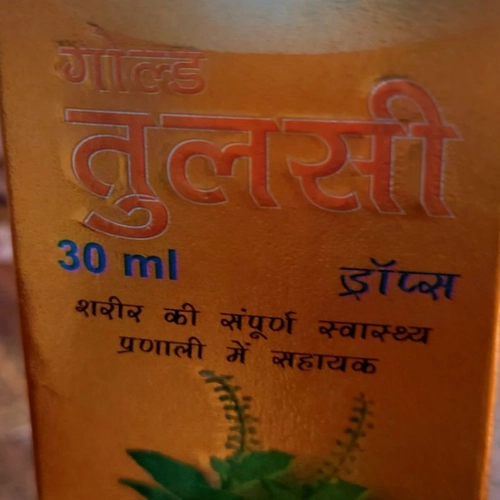 गोल्ड
तुलसी
30 ml ड्रॉप्स
शरीर की संपूर्ण स्वास्थ्य
प्रणाली में सहायक